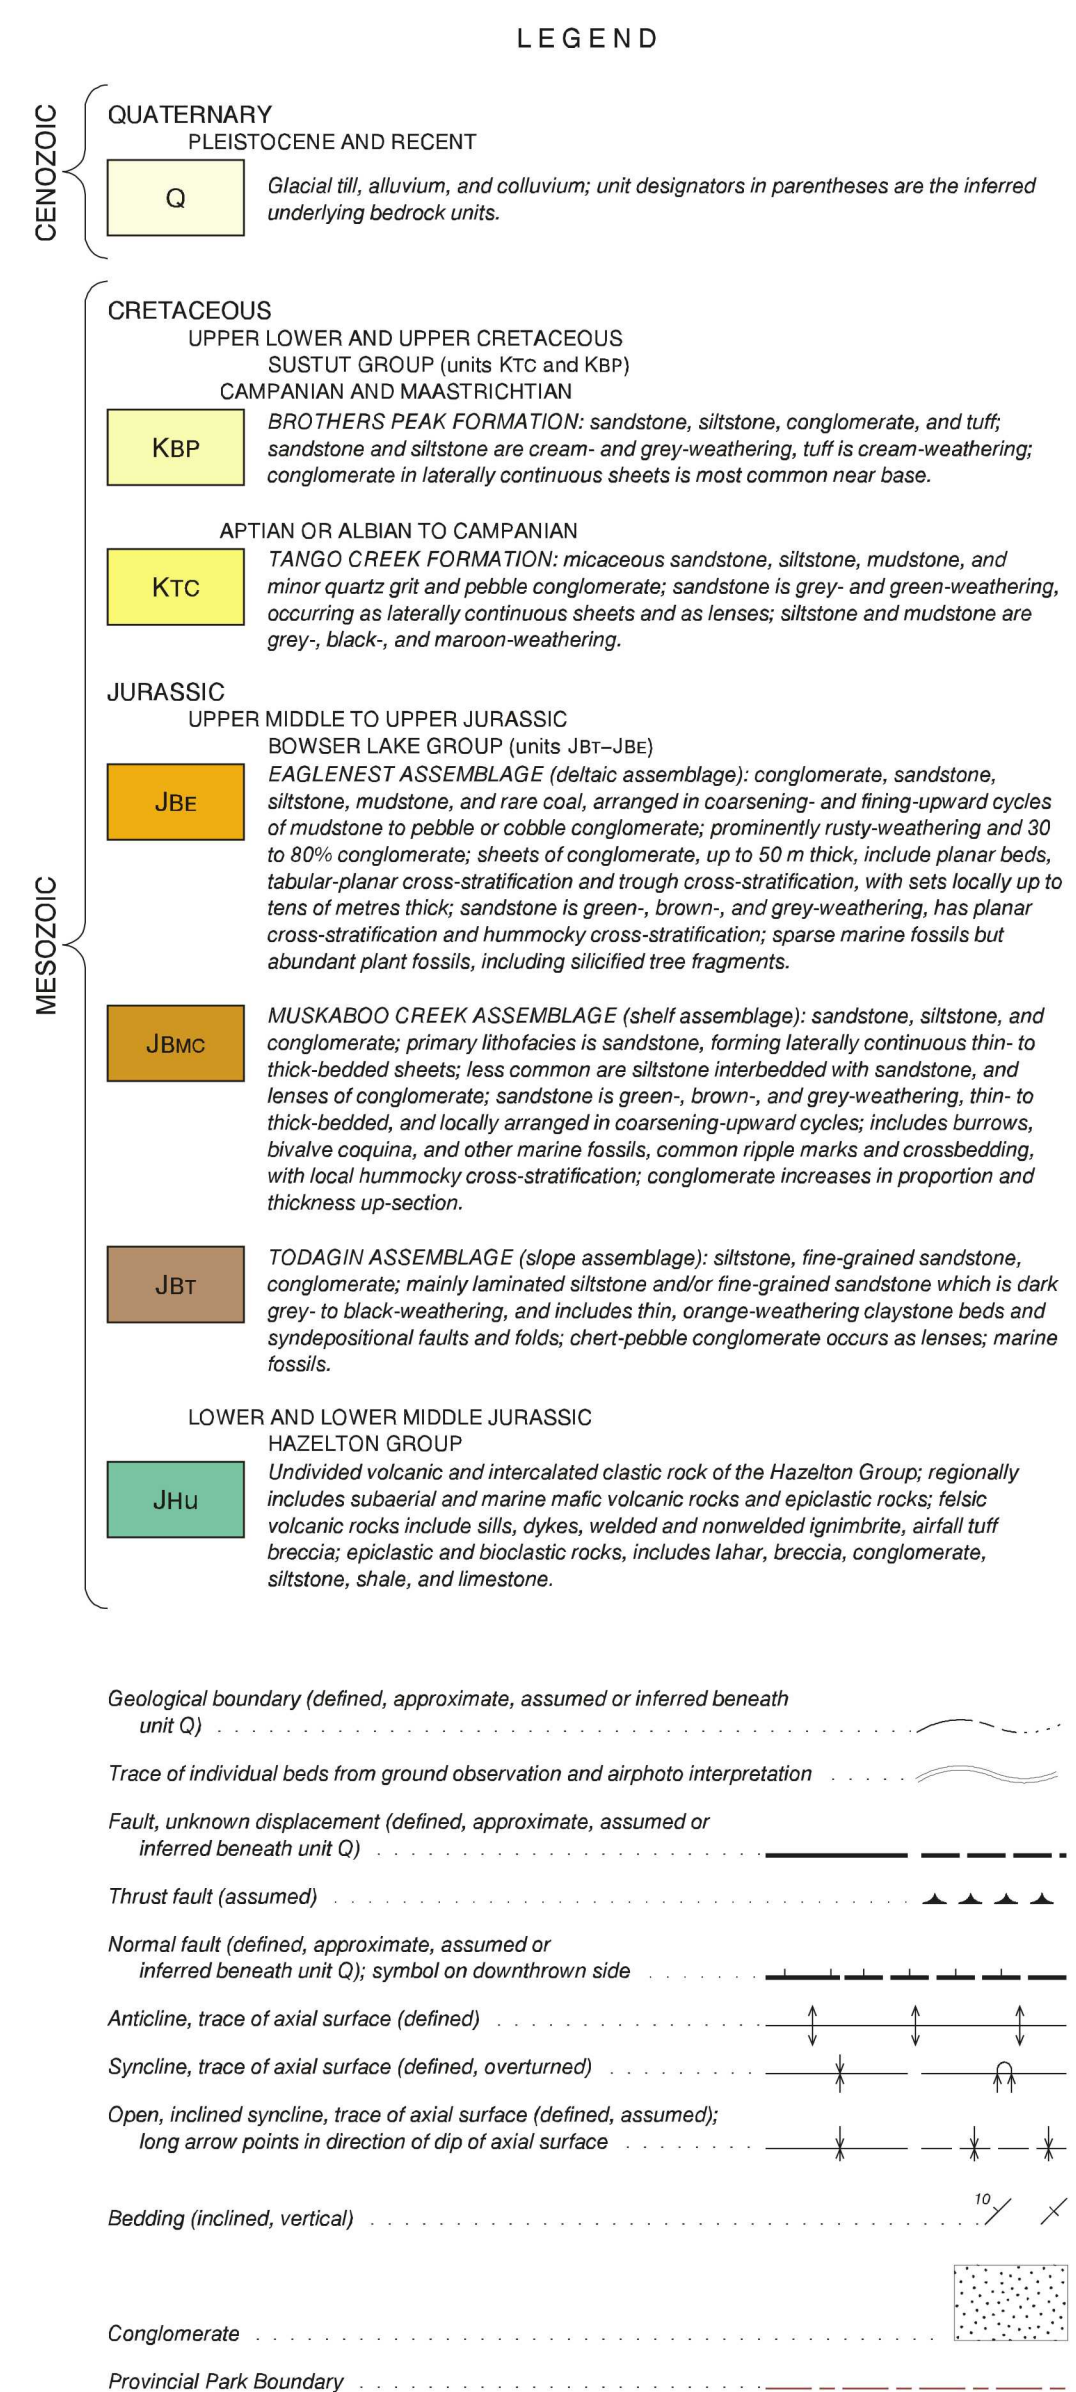 LEGEND
CENOZOIC
QUATERNARY
PLEISTOCENE AND RECENT
Q
Glacial till, alluvium, and colluvium; unit designators in parentheses are the inferred
underlying bedrock units.
MESOZOIC
CRETACEOUS
UPPER LOWER AND UPPER CRETACEOUS
SUSTUT GROUP (units KTC and KBP)
CAMPANIAN AND MAASTRICHTIAN
KBP
BROTHERS PEAK FORMATION: sandstone, siltstone, conglomerate, and tuff;
sandstone and siltstone are cream- and grey-weathering, tuff is cream-weathering;
conglomerate in laterally continuous sheets is most common near base.
APTIAN OR ALBIAN TO CAMPANIAN
KTC
TANGO CREEK FORMATION: micaceous sandstone, siltstone, mudstone, and
minor quartz grit and pebble conglomerate; sandstone is grey- and green-weathering,
occurring as laterally continuous sheets and as lenses; siltstone and mudstone are
grey-, black-, and maroon-weathering.
JURASSIC
UPPER MIDDLE TO UPPER JURASSIC
BOWSER LAKE GROUP (units JBT–JBE)
JBE
EAGLENEST ASSEMBLAGE (deltaic assemblage): conglomerate, sandstone,
siltstone, mudstone, and rare coal, arranged in coarsening- and fining-upward cycles
of mudstone to pebble or cobble conglomerate; prominently rusty-weathering and 30
to 80% conglomerate; sheets of conglomerate, up to 50 m thick, include planar beds,
tabular-planar cross-stratification and trough cross-stratification, with sets locally up to
tens of metres thick; sandstone is green-, brown-, and grey-weathering, has planar
cross-stratification and hummocky cross-stratification; sparse marine fossils but
abundant plant fossils, including silicified tree fragments.
JBMC
MUSKABOO CREEK ASSEMBLAGE (shelf assemblage): sandstone, siltstone, and
conglomerate; primary lithofacies is sandstone, forming laterally continuous thin- to
thick-bedded sheets; less common are siltstone interbedded with sandstone, and
lenses of conglomerate; sandstone is green-, brown-, and grey-weathering, thin- to
thick-bedded, and locally arranged in coarsening-upward cycles; includes burrows,
bivalve coquina, and other marine fossils, common ripple marks and crossbedding,
with local hummocky cross-stratification; conglomerate increases in proportion and
thickness up-section.
JBT
TODAGIN ASSEMBLAGE (slope assemblage): siltstone, fine-grained sandstone,
conglomerate; mainly laminated siltstone and/or fine-grained sandstone which is dark
grey- to black-weathering, and includes thin, orange-weathering claystone beds and
syndepositional faults and folds; chert-pebble conglomerate occurs as lenses; marine
fossils.
LOWER AND LOWER MIDDLE JURASSIC
HAZELTON GROUP
JHu
Undivided volcanic and intercalated clastic rock of the Hazelton Group; regionally
includes subaerial and marine mafic volcanic rocks and epiclastic rocks; felsic
volcanic rocks include sills, dykes, welded and nonwelded ignimbrite, airfall tuff
breccia; epiclastic and bioclastic rocks, includes lahar, breccia, conglomerate,
siltstone, shale, and limestone.
Geological boundary (defined, approximate, assumed or inferred beneath
unit Q)
Trace of individual beds from ground observation and airphoto interpretation
Fault, unknown displacement (defined, approximate, assumed or
inferred beneath unit Q)
Thrust fault (assumed)
Normal fault (defined, approximate, assumed or
inferred beneath unit Q); symbol on downthrown side
Anticline, trace of axial surface (defined)
Syncline, trace of axial surface (defined, overturned)
Open, inclined syncline, trace of axial surface (defined, assumed);
long arrow points in direction of dip of axial surface
Bedding (inclined, vertical)
10
Conglomerate
Provincial Park Boundary